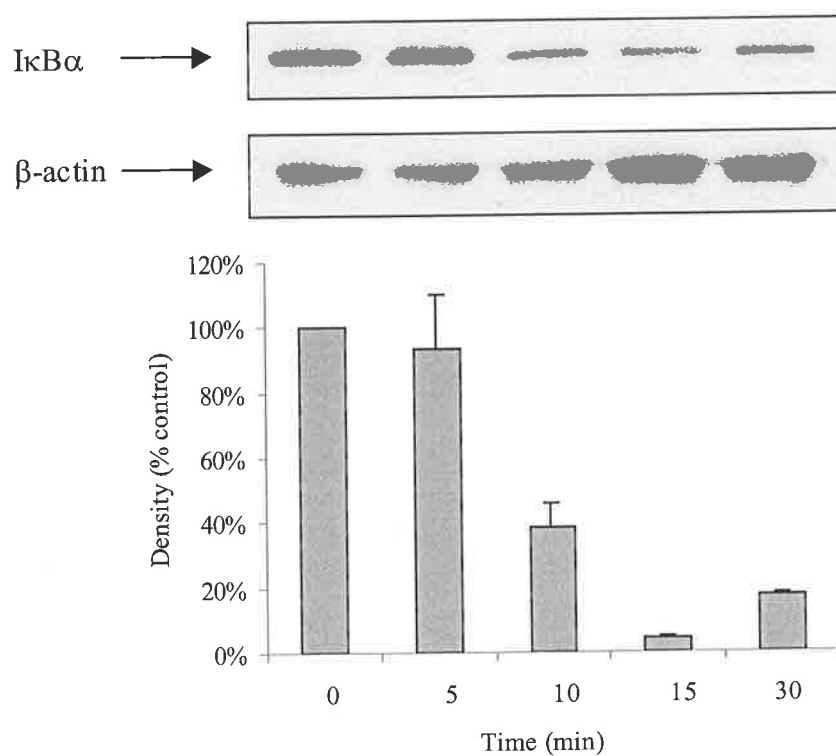 IκBα
β-actin
120%
100%
80%
60%
40%
20%
0%
Density (% control)
0 5 10 15 30
Time (min)